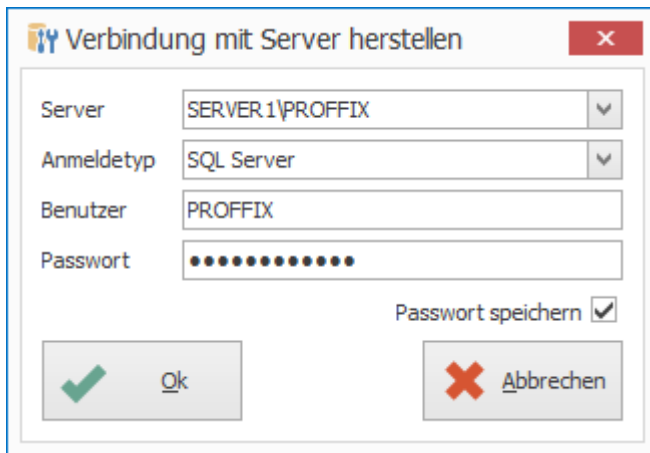 Verbindung mit Server herstellen
Server SERVER1\PROFFIX
Anmeldetyp SQL Server
Benutzer PROFFIX
Passwort ●●●●●●●●●●●●
Passwort speichern
Ok Abbrechen